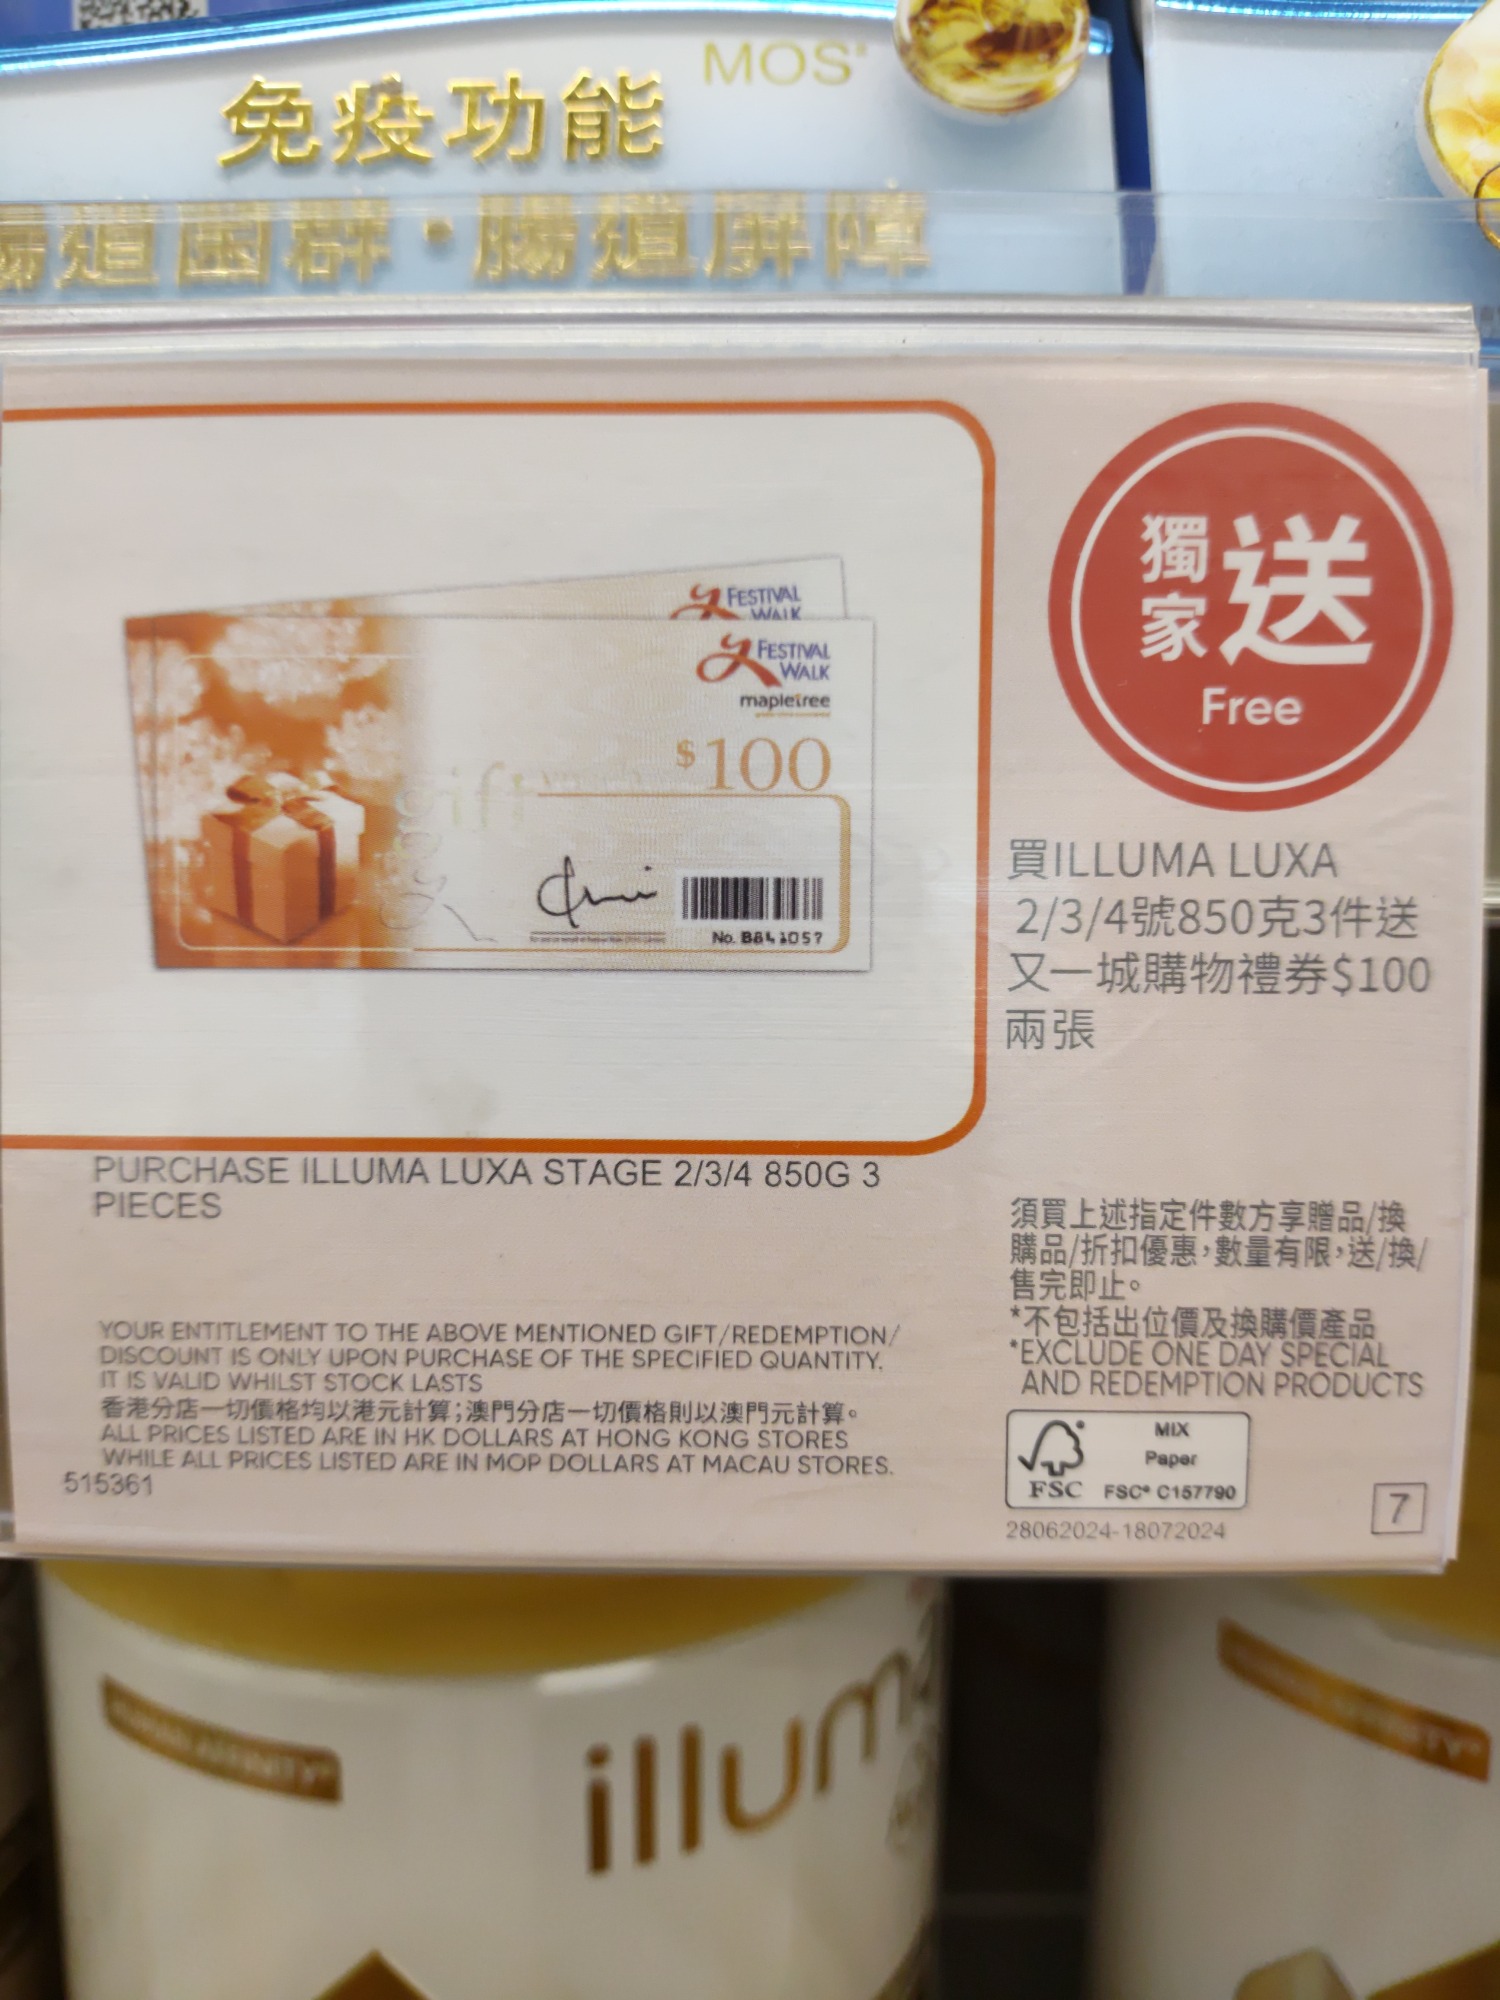 MOS
免疫功能
腸道菌群・腸道屏障
FESTIVAL
WALK
FESTIVAL
WALK
mapletree
$100
gift
No. B841057
獨家送
Free
買ILLUMA LUXA
2/3/4號850克3件送
又一城購物禮券$100
兩張
PURCHASE ILLUMA LUXA STAGE 2/3/4 850G 3
PIECES
須買上述指定件數方享贈品/換
購品/折扣優惠,數量有限,送/換/
售完即止。
*不包括出位價及換購價產品
*EXCLUDE ONE DAY SPECIAL
AND REDEMPTION PRODUCTS
YOUR ENTITLEMENT TO THE ABOVE MENTIONED GIFT/REDEMPTION/
DISCOUNT IS ONLY UPON PURCHASE OF THE SPECIFIED QUANTITY.
IT IS VALID WHILST STOCK LASTS
香港分店一切價格均以港元計算;澳門分店一切價格則以澳門元計算。
ALL PRICES LISTED ARE IN HK DOLLARS AT HONG KONG STORES
WHILE ALL PRICES LISTED ARE IN MOP DOLLARS AT MACAU STORES.
515361
FSC
MIX
Paper
FSC® C157790
28062024-18072024
7
illuma